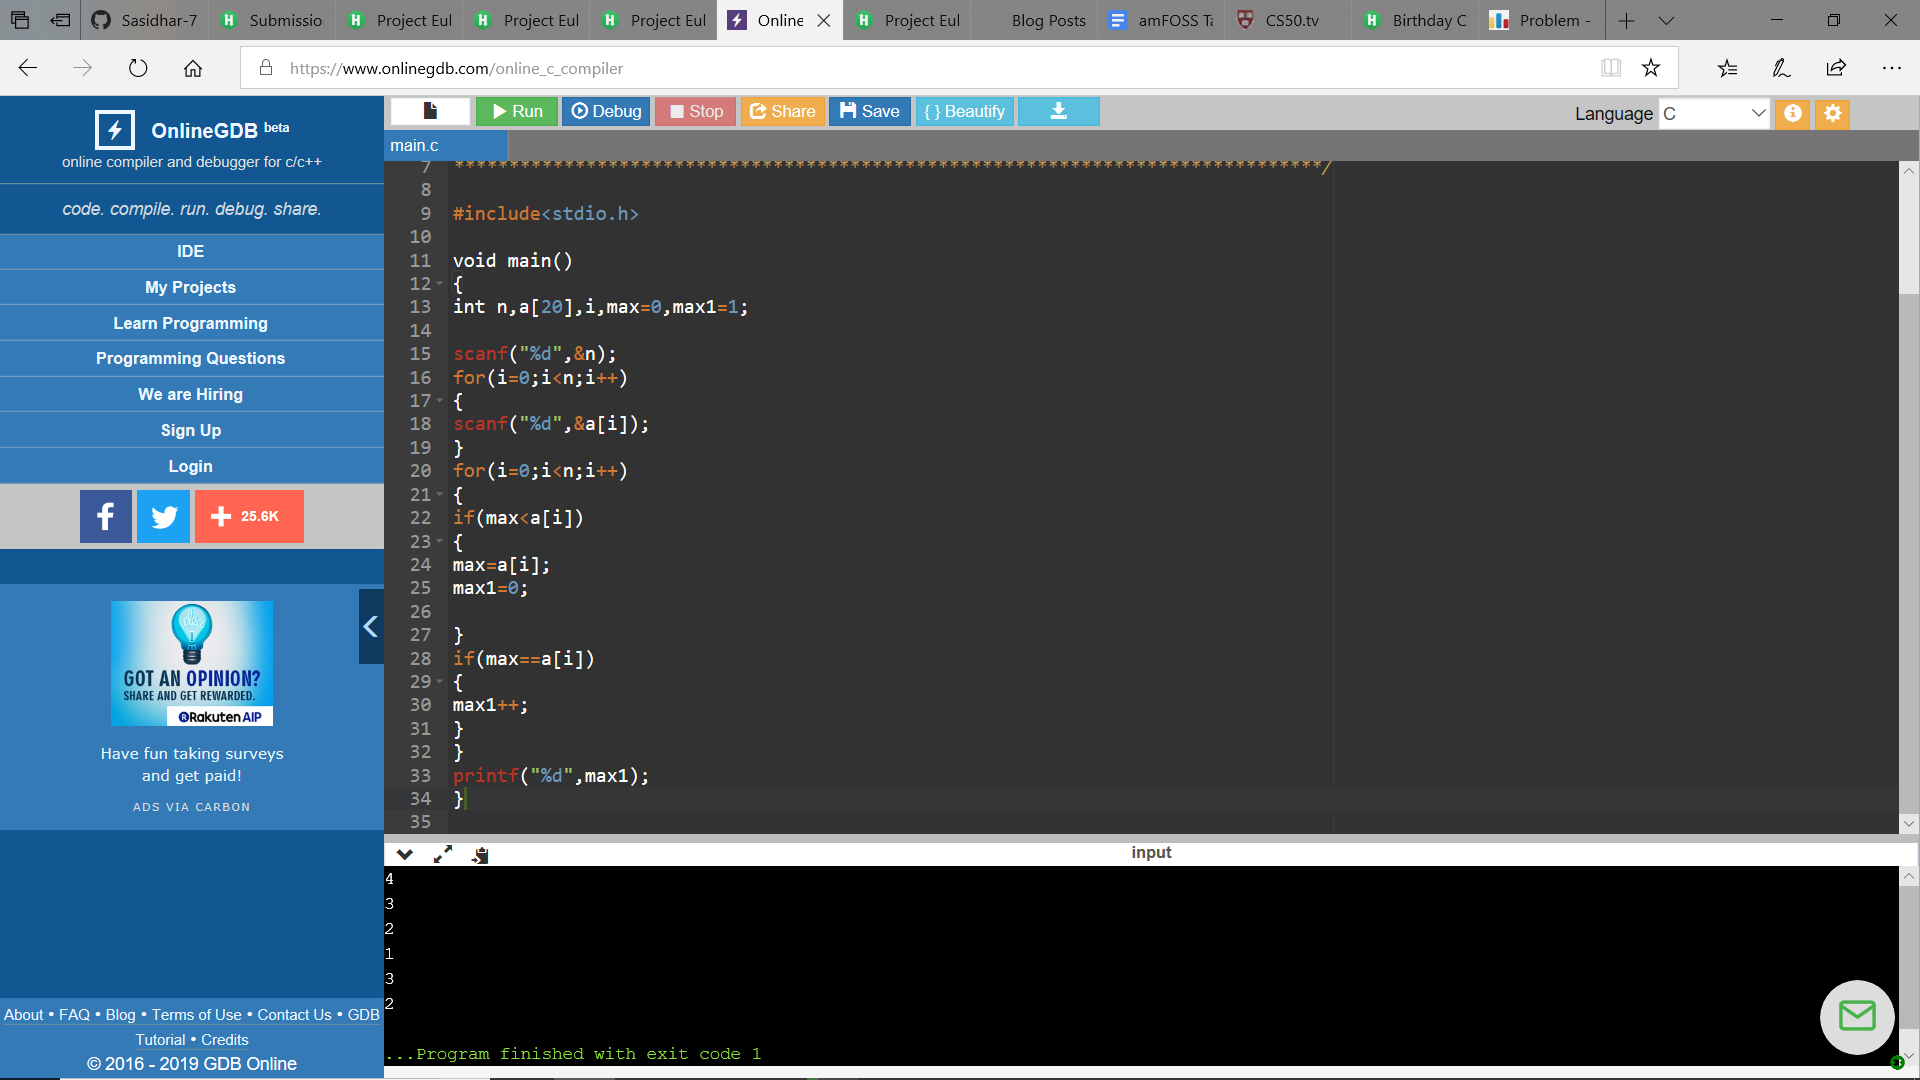 Sasidhar-7
Submissio
Project Eul
Project Eul
Project Eul
Online
Project Eul
Blog Posts
amFOSS Ta
CS50.tv
Birthday C
Problem -
https://www.onlinegdb.com/online_c_compiler
OnlineGDB beta
online compiler and debugger for c/c++
code. compile. run. debug. share.
IDE
My Projects
Learn Programming
Programming Questions
We are Hiring
Sign Up
Login
25.6K
idea
GOT AN OPINION?
SHARE AND GET REWARDED.
Rakuten AIP
Have fun taking surveys
and get paid!
ADS VIA CARBON
About • FAQ • Blog • Terms of Use • Contact Us • GDB
Tutorial • Credits
© 2016 - 2019 GDB Online
Run Debug Stop Share Save { } Beautify
Language C
main.c
7 *******************************************************************************/
8
9 #include<stdio.h>
10
11 void main()
12 {
13 int n,a[20],i,max=0,max1=1;
14
15 scanf("%d",&n);
16 for(i=0;i<n;i++)
17 {
18 scanf("%d",&a[i]);
19 }
20 for(i=0;i<n;i++)
21 {
22 if(max<a[i])
23 {
24 max=a[i];
25 max1=0;
26
27 }
28 if(max==a[i])
29 {
30 max1++;
31 }
32 }
33 printf("%d",max1);
34 }
35
input
4
3
2
1
3
2
...Program finished with exit code 1